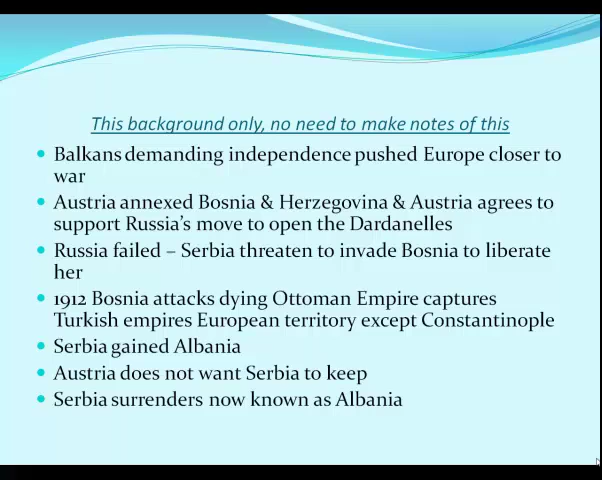 This background only, no need to make notes of this
Balkans demanding independence pushed Europe closer to
war
Austria annexed Bosnia & Herzegovina & Austria agrees to
support Russia's move to open the Dardanelles
Russia failed – Serbia threaten to invade Bosnia to liberate
her
1912 Bosnia attacks dying Ottoman Empire captures
Turkish empires European territory except Constantinople
Serbia gained Albania
Austria does not want Serbia to keep
Serbia surrenders now known as Albania